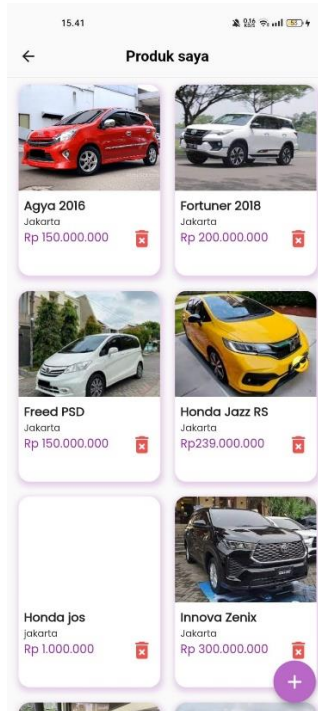 15.41
Produk saya
Agya 2016
Jakarta
Rp 150.000.000
Fortuner 2018
Jakarta
Rp 200.000.000
Freed PSD
Jakarta
Rp 150.000.000
Honda Jazz RS
Jakarta
Rp239.000.000
Honda jos
jakarta
Rp 1.000.000
Innova Zenix
Jakarta
Rp 300.000.000
+